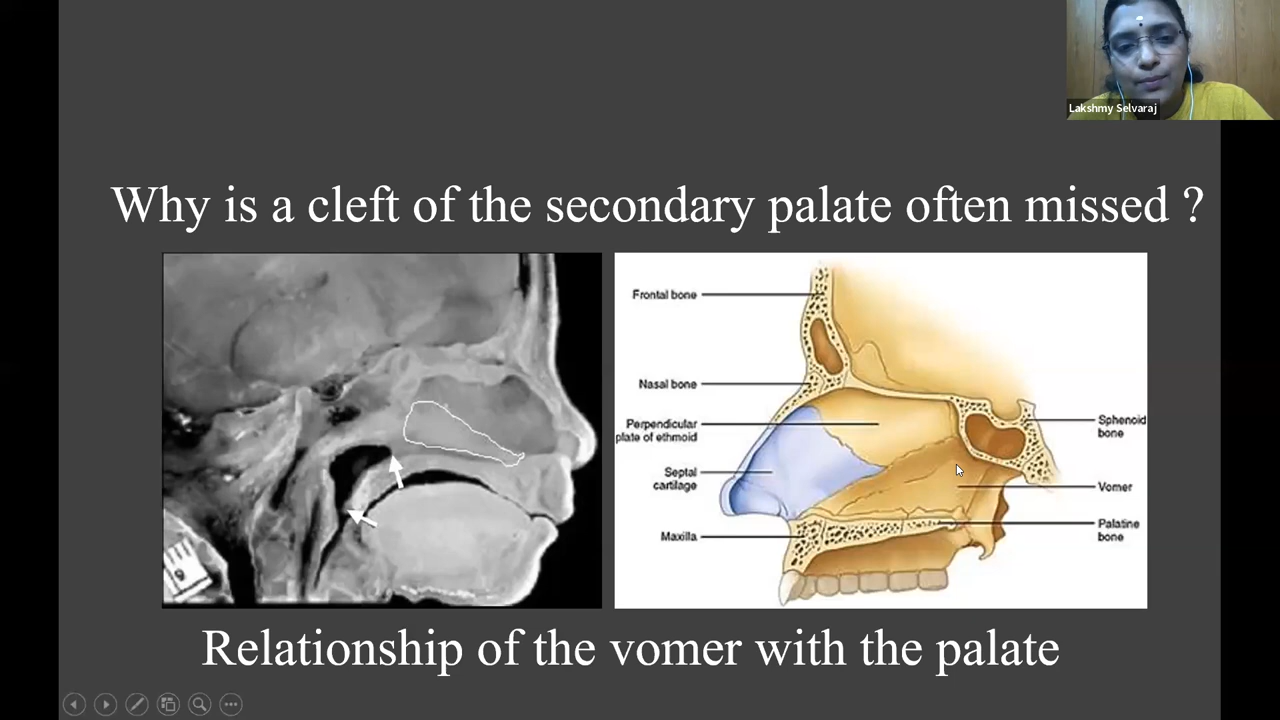 Lakshmy Selvaraj
Why is a cleft of the secondary palate often missed ?
Frontal bone
Nasal bone
Perpendicular
plate of ethmoid
Septal
cartilage
Maxilla
Sphenoid
bone
Vomer
Palatine
bone
Relationship of the vomer with the palate